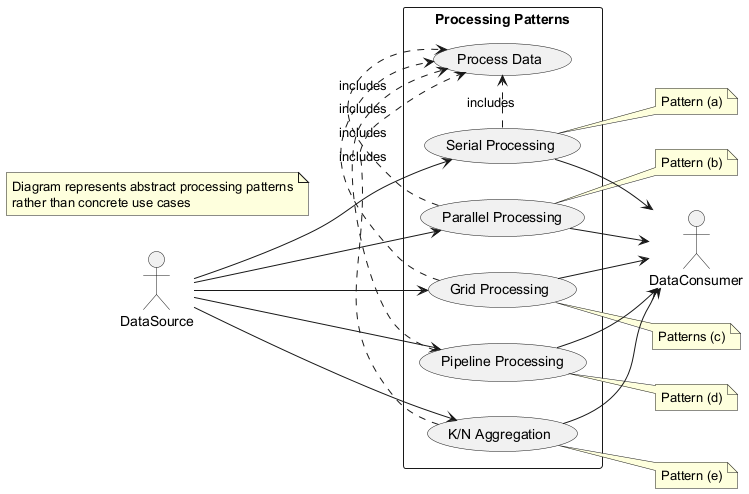 Processing Patterns
Process Data
includes
includes
includes
includes
includes
Serial Processing
Parallel Processing
Grid Processing
Pipeline Processing
K/N Aggregation
Pattern (a)
Pattern (b)
Patterns (c)
Pattern (d)
Pattern (e)
Diagram represents abstract processing patterns
rather than concrete use cases
DataSource
DataConsumer